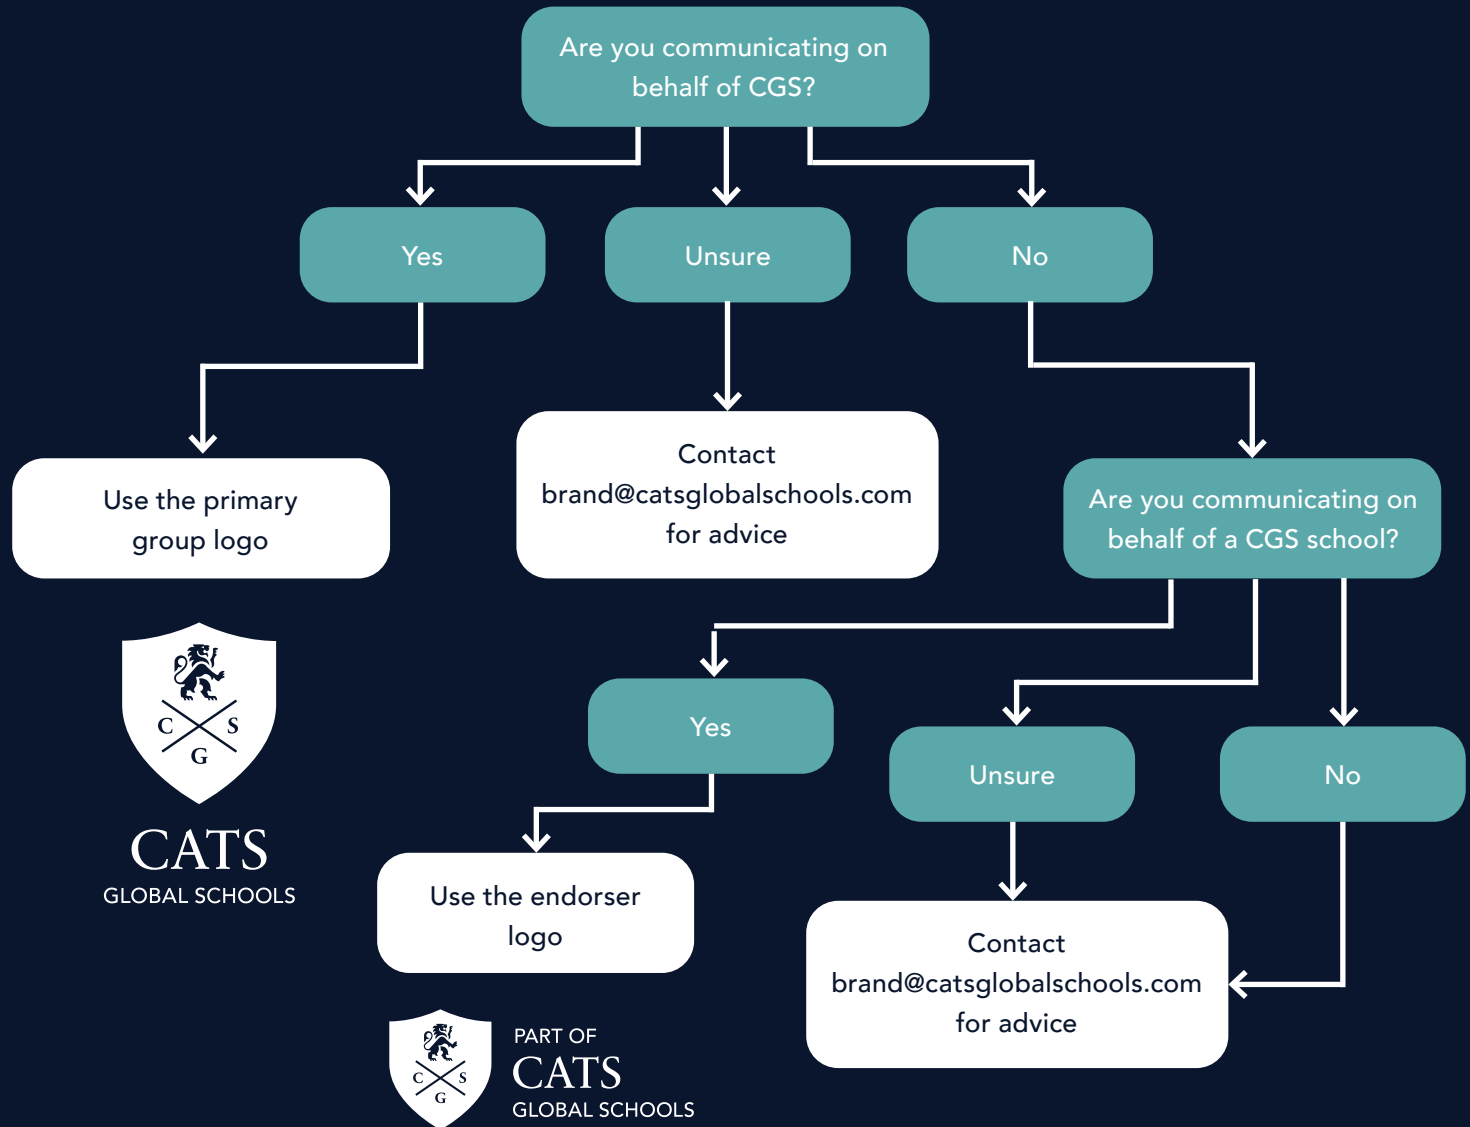 Are you communicating on
behalf of CGS?
Yes
Unsure
No
Use the primary
group logo
Contact
brand@catsglobalschools.com
for advice
Are you communicating on
behalf of a CGS school?
C S
G
CATS
GLOBAL SCHOOLS
Yes
Unsure
No
Use the endorser
logo
Contact
brand@catsglobalschools.com
for advice
C S
G
PART OF
CATS
GLOBAL SCHOOLS